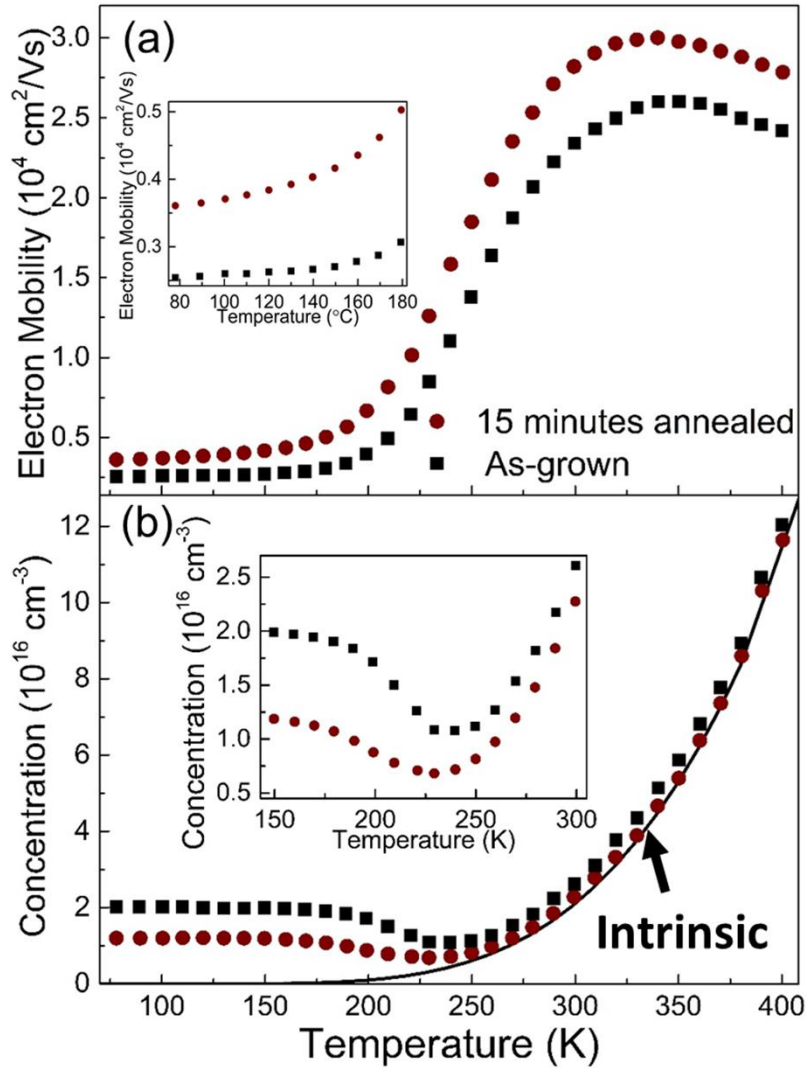 (a)
Electron Mobility (10⁴ cm²/Vs)
3.0
2.5
2.0
1.5
1.0
0.5
Electron Mobility (10⁴ cm²/Vs)
0.5
0.4
0.3
80 100 120 140 160 180
Temperature (°C)
15 minutes annealed
As-grown
(b)
Concentration (10¹⁶ cm⁻³)
12
10
8
6
4
2
0
Concentration (10¹⁶ cm⁻³)
2.5
2.0
1.5
1.0
0.5
150 200 250 300
Temperature (K)
Intrinsic
100 150 200 250 300 350 400
Temperature (K)